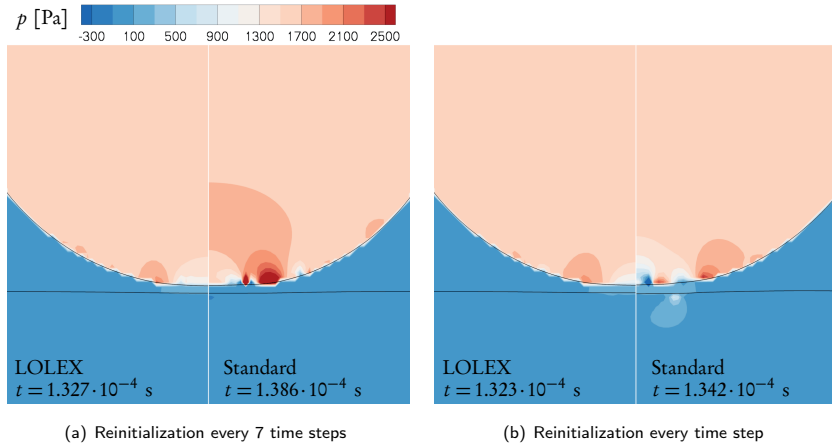 p [Pa]
-300 100 500 900 1300 1700 2100 2500
LOLEX
t = 1.327·10⁻⁴ s
Standard
t = 1.386·10⁻⁴ s
LOLEX
t = 1.323·10⁻⁴ s
Standard
t = 1.342·10⁻⁴ s
(a) Reinitialization every 7 time steps
(b) Reinitialization every time step